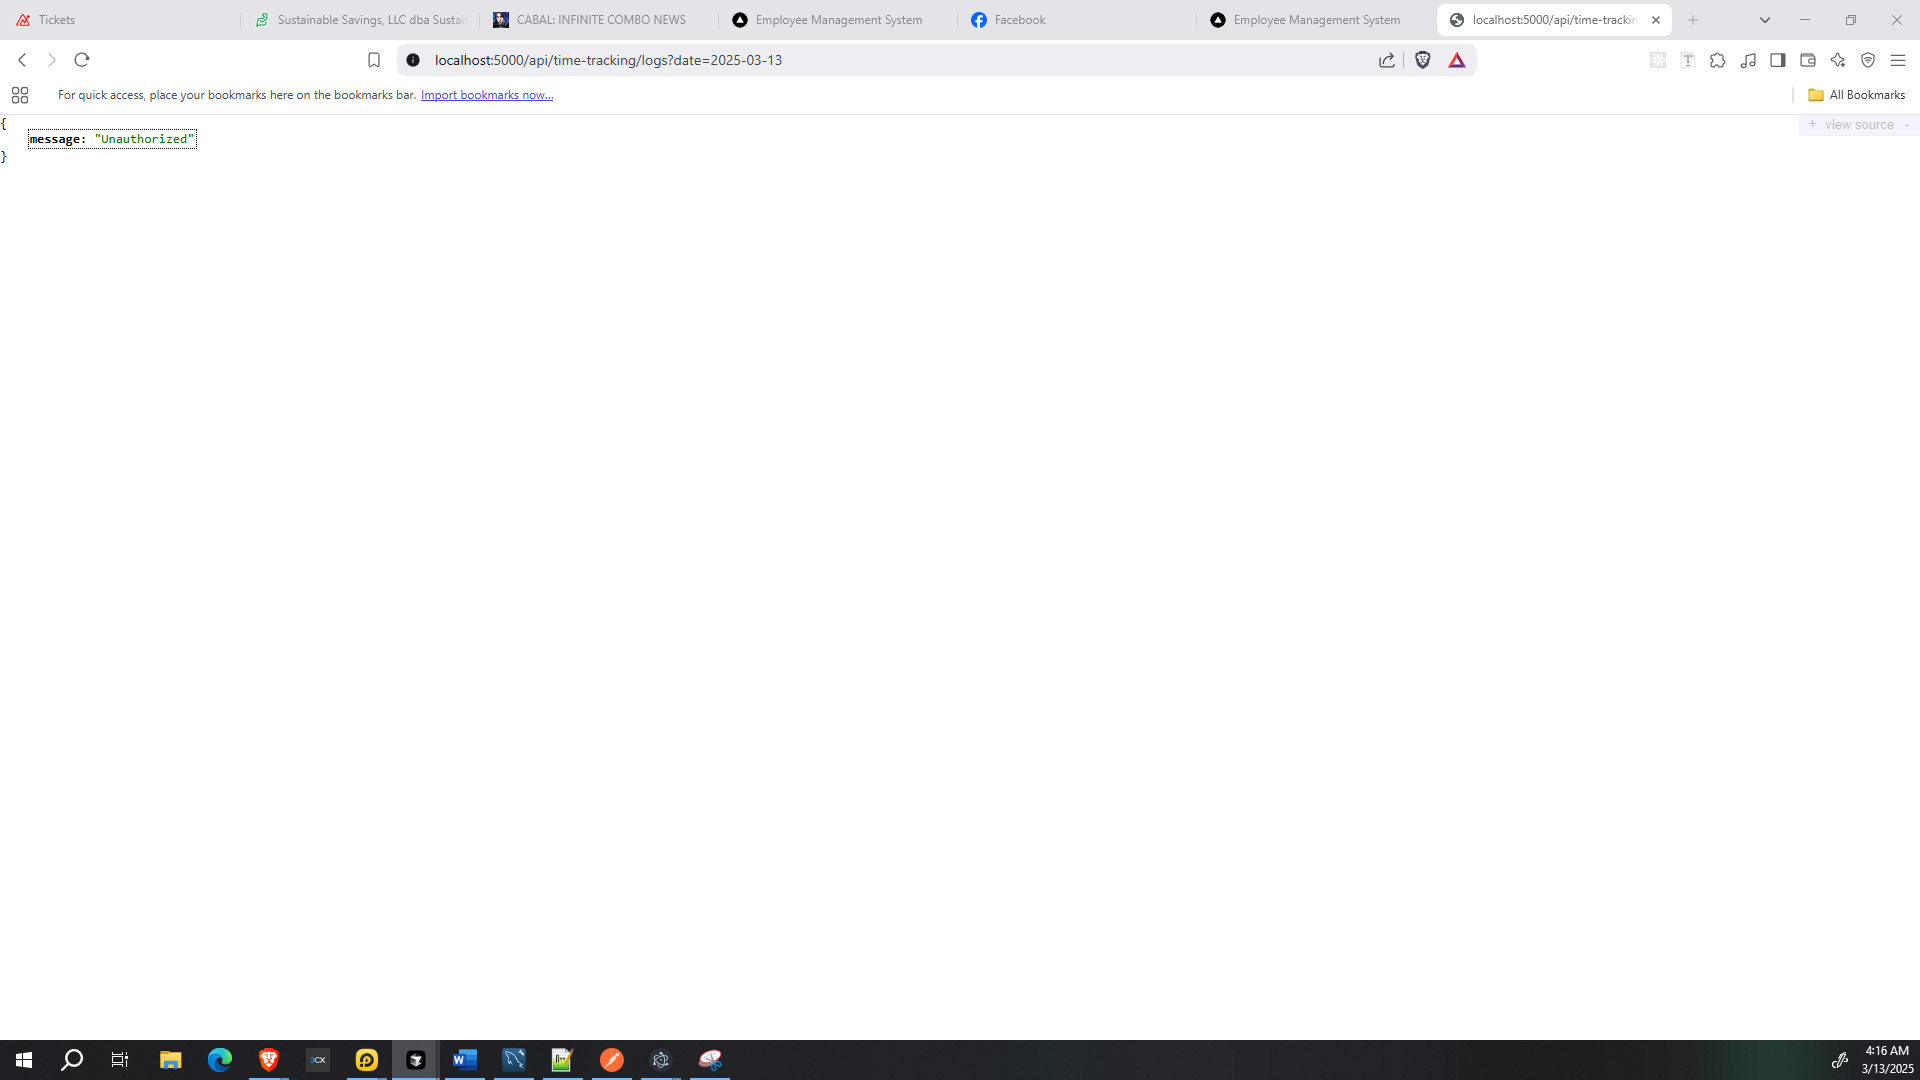 Tickets
Sustainable Savings, LLC dba Sustai
CABAL: INFINITE COMBO NEWS
Employee Management System
Facebook
Employee Management System
localhost:5000/api/time-trackin
localhost:5000/api/time-tracking/logs?date=2025-03-13
For quick access, place your bookmarks here on the bookmarks bar. Import bookmarks now...
All Bookmarks
{
message: "Unauthorized"
}
+ view source -
3CX
4:16 AM
3/13/2025